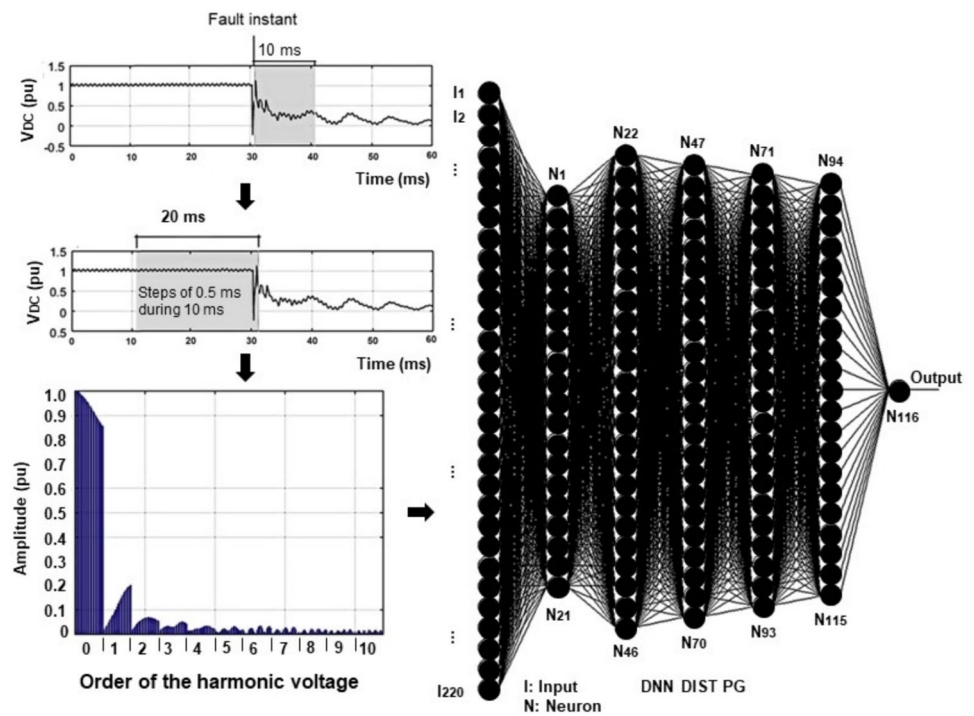 Fault instant
10 ms
1.5
1
0.5
0
-0.5
VDC (pu)
0 10 20 30 40 50 60
Time (ms)
20 ms
1.5
1
0.5
0
0.5
VDC (pu)
Steps of 0.5 ms
during 10 ms
0 10 20 30 40 50 60
Time (ms)
1.0
0.9
0.8
0.7
0.6
0.5
0.4
0.3
0.2
0.1
0
Amplitude (pu)
0 1 2 3 4 5 6 7 8 9 10
Order of the harmonic voltage
I1
I2
...
...
...
...
I220
N1
N21
N22
N46
N47
N70
N71
N93
N94
N115
Output
N116
I: Input
N: Neuron
DNN DIST PG